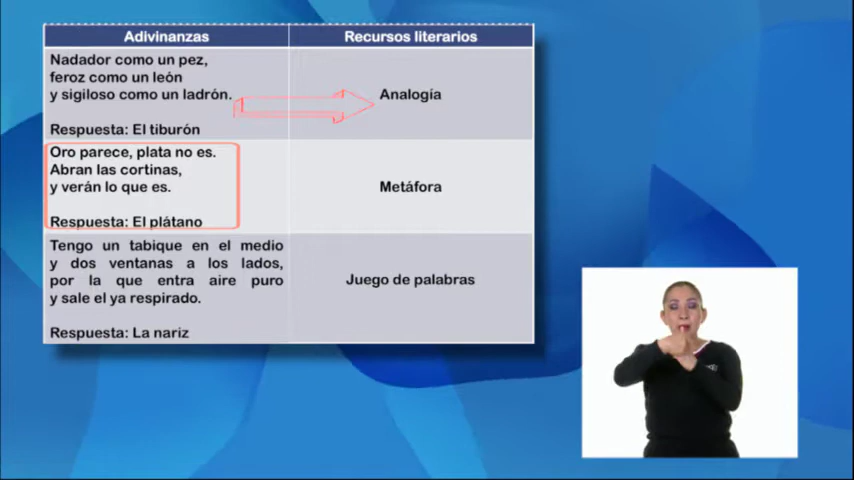 Adivinanzas
Recursos literarios
Nadador como un pez,
feroz como un león
y sigiloso como un ladrón.
Respuesta: El tiburón
Analogía
Oro parece, plata no es.
Abran las cortinas,
y verán lo que es.
Respuesta: El plátano
Metáfora
Tengo un tabique en el medio
y dos ventanas a los lados,
por la que entra aire puro
y sale el ya respirado.
Respuesta: La nariz
Juego de palabras